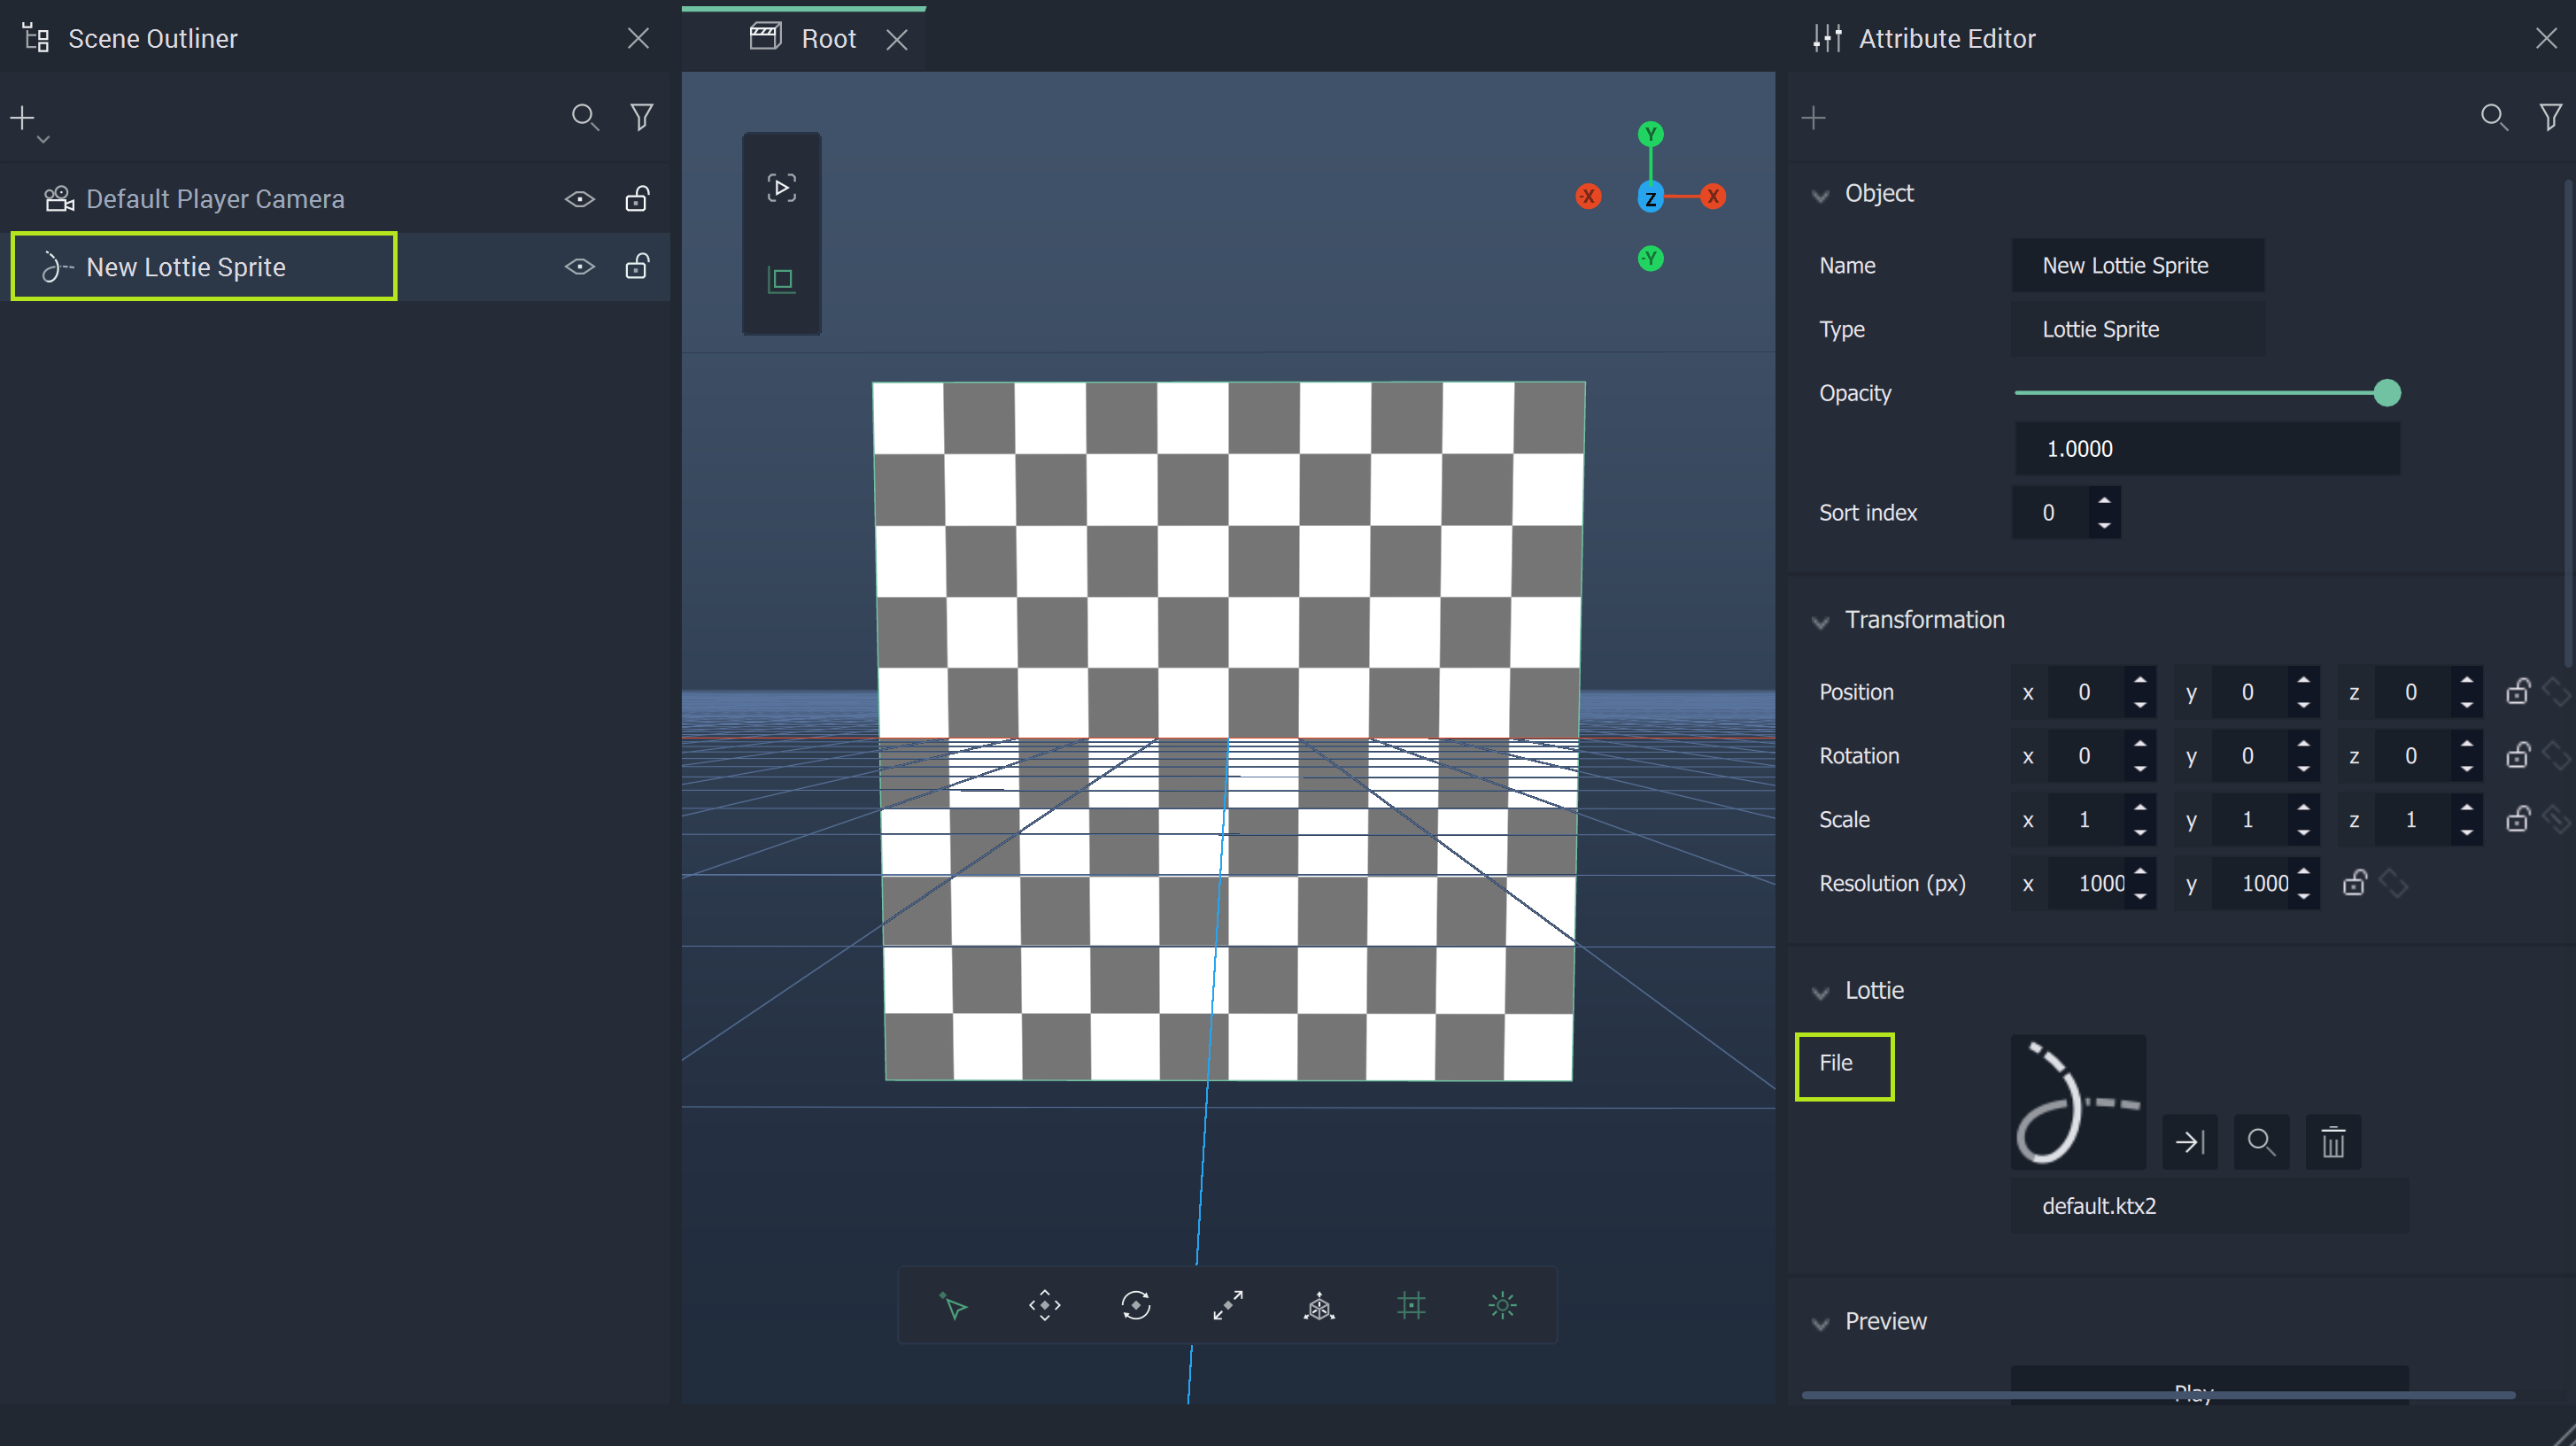 Scene Outliner
Root
Attribute Editor
Default Player Camera
New Lottie Sprite
Y
-X
Z
X
-Y
Object
Name New Lottie Sprite
Type Lottie Sprite
Opacity
1.0000
Sort index 0
Transformation
Position x 0 y 0 z 0
Rotation x 0 y 0 z 0
Scale x 1 y 1 z 1
Resolution (px) x 1000 y 1000
Lottie
File
default.ktx2
Preview
Play